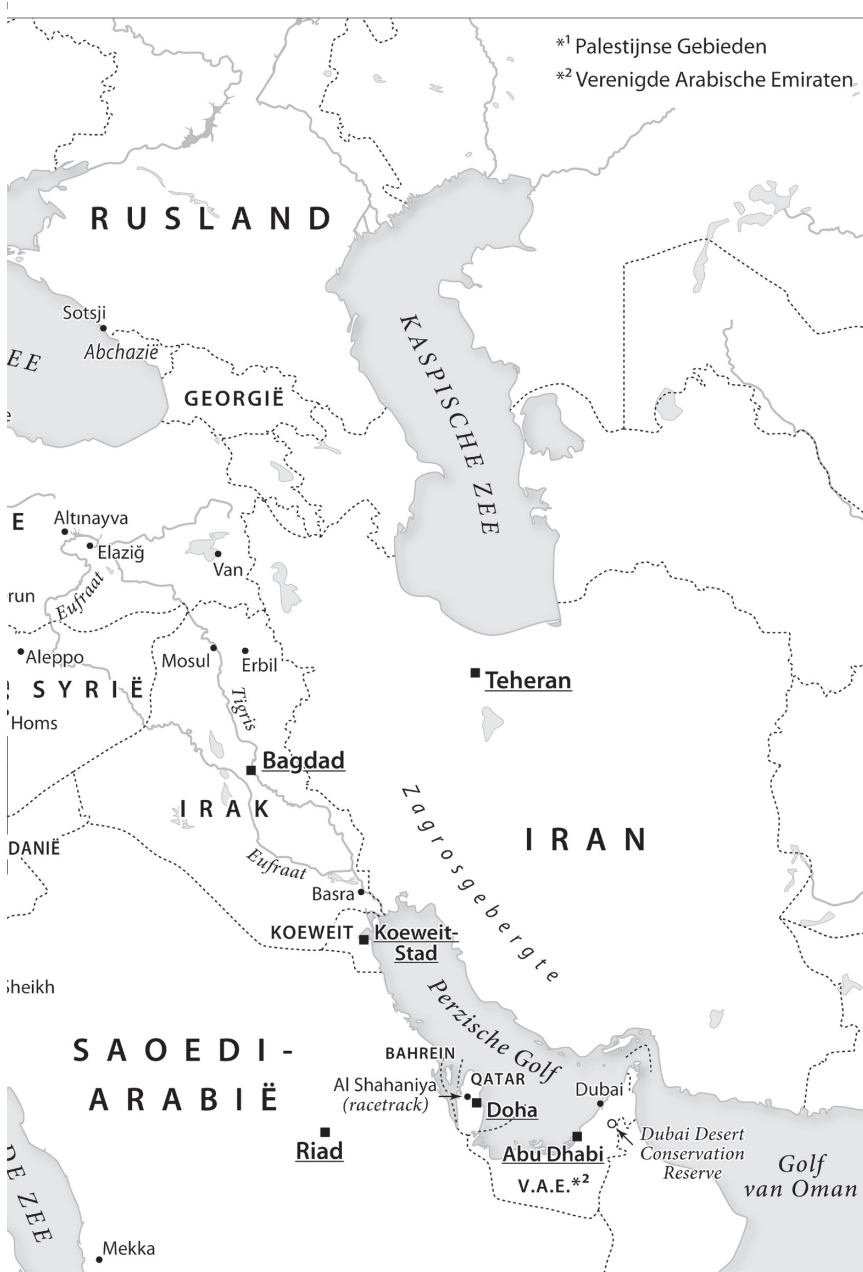 *¹ Palestijnse Gebieden
*² Verenigde Arabische Emiraten
RUSLAND
Sotsji
Abchazië
EE
GEORGIË
KASPISCHE ZEE
e
E
Altınayva
Elazığ
Van
run
Eufraat
Aleppo
Mosul
Erbil
SYRIË
Tigris
Homs
Teheran
Bagdad
IRAK
IRAN
Zagrosgebergte
DANIË
Eufraat
Basra
KOEWEIT
Koeweit-
Stad
Sheikh
Perzische Golf
SAOEDI-
ARABIË
BAHREIN
QATAR
Al Shahaniya
(racetrack)
Doha
Dubai
Riad
Abu Dhabi
V.A.E.*²
Dubai Desert
Conservation
Reserve
Golf
van Oman
DE ZEE
Mekka